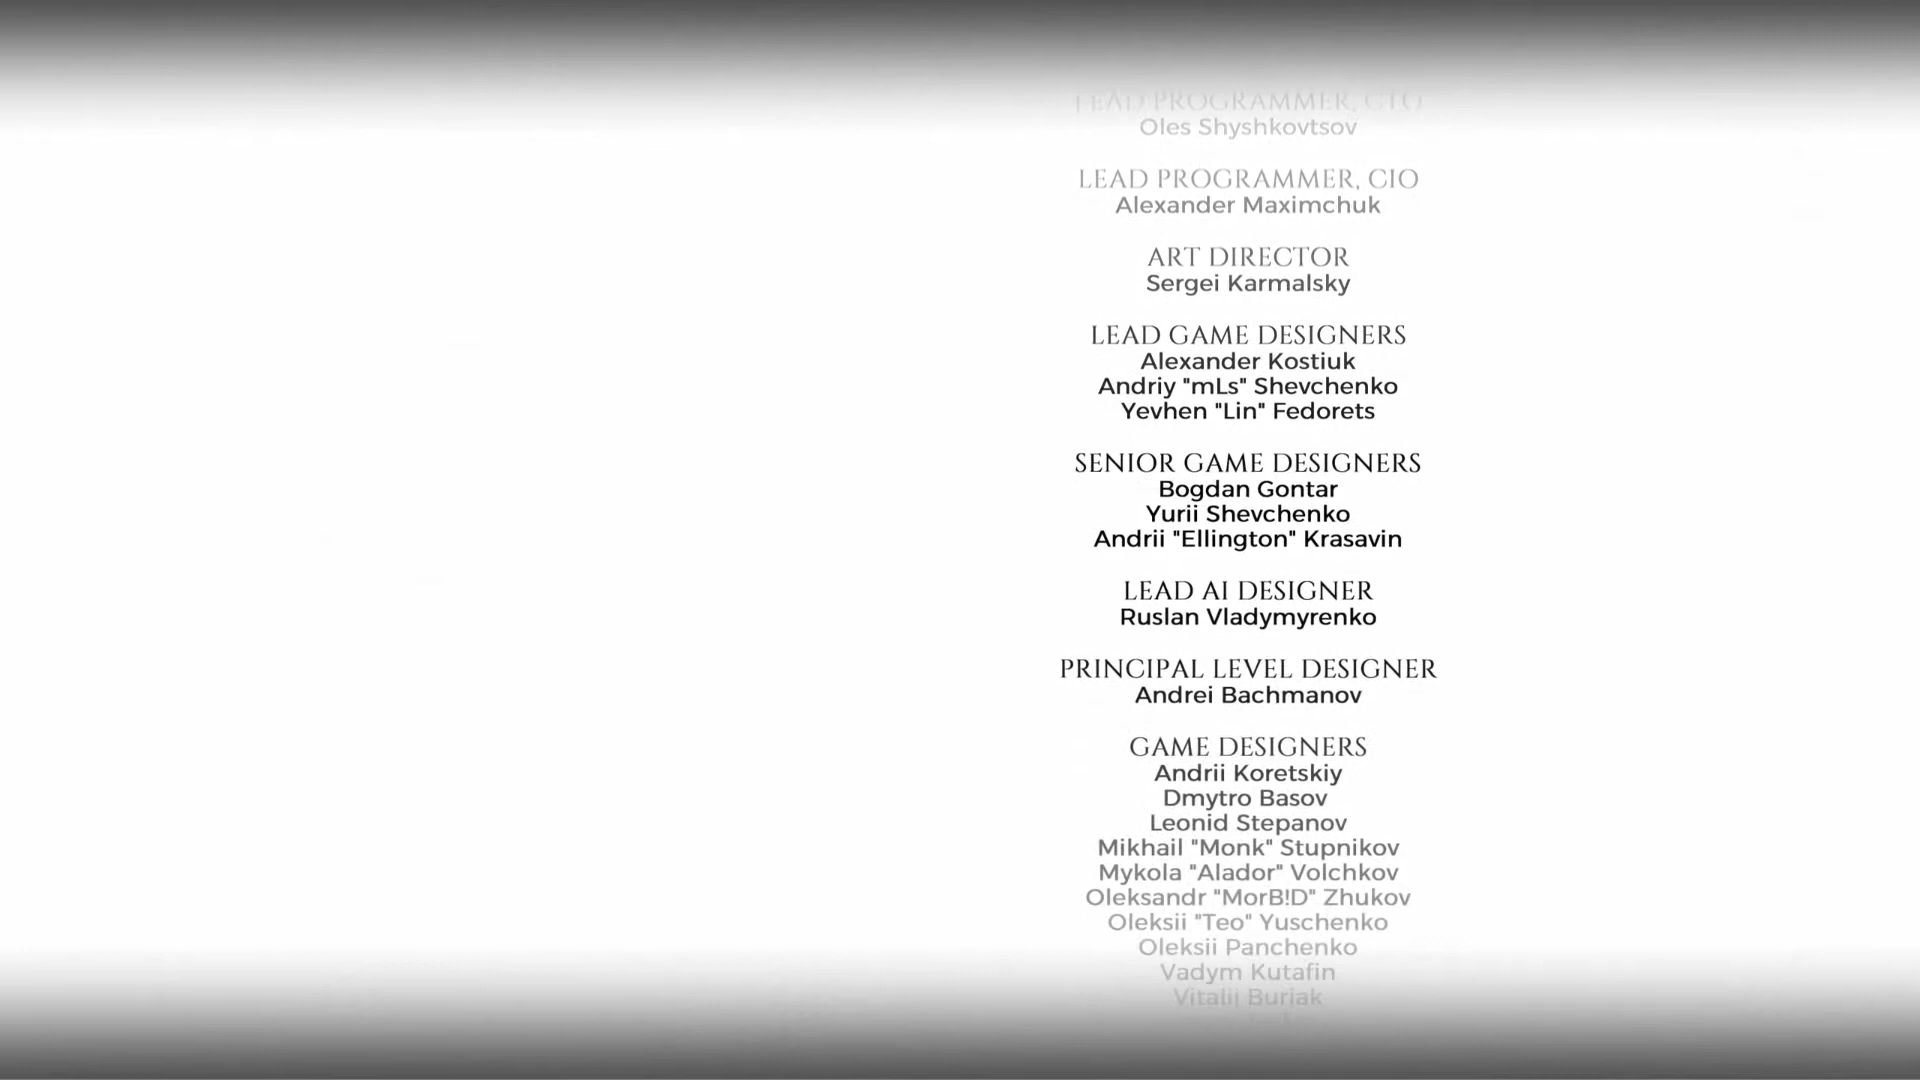 LEAD PROGRAMMER, CTO
Oles Shyshkovtsov
LEAD PROGRAMMER, CIO
Alexander Maximchuk
ART DIRECTOR
Sergei Karmalsky
LEAD GAME DESIGNERS
Alexander Kostiuk
Andriy "mLs" Shevchenko
Yevhen "Lin" Fedorets
SENIOR GAME DESIGNERS
Bogdan Gontar
Yurii Shevchenko
Andrii "Ellington" Krasavin
LEAD AI DESIGNER
Ruslan Vladymyrenko
PRINCIPAL LEVEL DESIGNER
Andrei Bachmanov
GAME DESIGNERS
Andrii Koretskiy
Dmytro Basov
Leonid Stepanov
Mikhail "Monk" Stupnikov
Mykola "Alador" Volchkov
Oleksandr "MorB!D" Zhukov
Oleksii "Teo" Yuschenko
Oleksii Panchenko
Vadym Kutafin
Vitalii Buriak